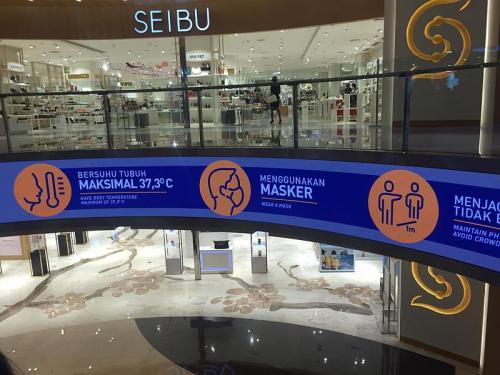 SEIBU
BERSUHU TUBUH
MAKSIMAL 37,3° C
HAVE BODY TEMPERATURE
MAXIMUM OF 37,3° C
MENGGUNAKAN
MASKER
WEAR A MASK
1m
MENJAG
TIDAK B
MAINTAIN PH
AVOID CROWD